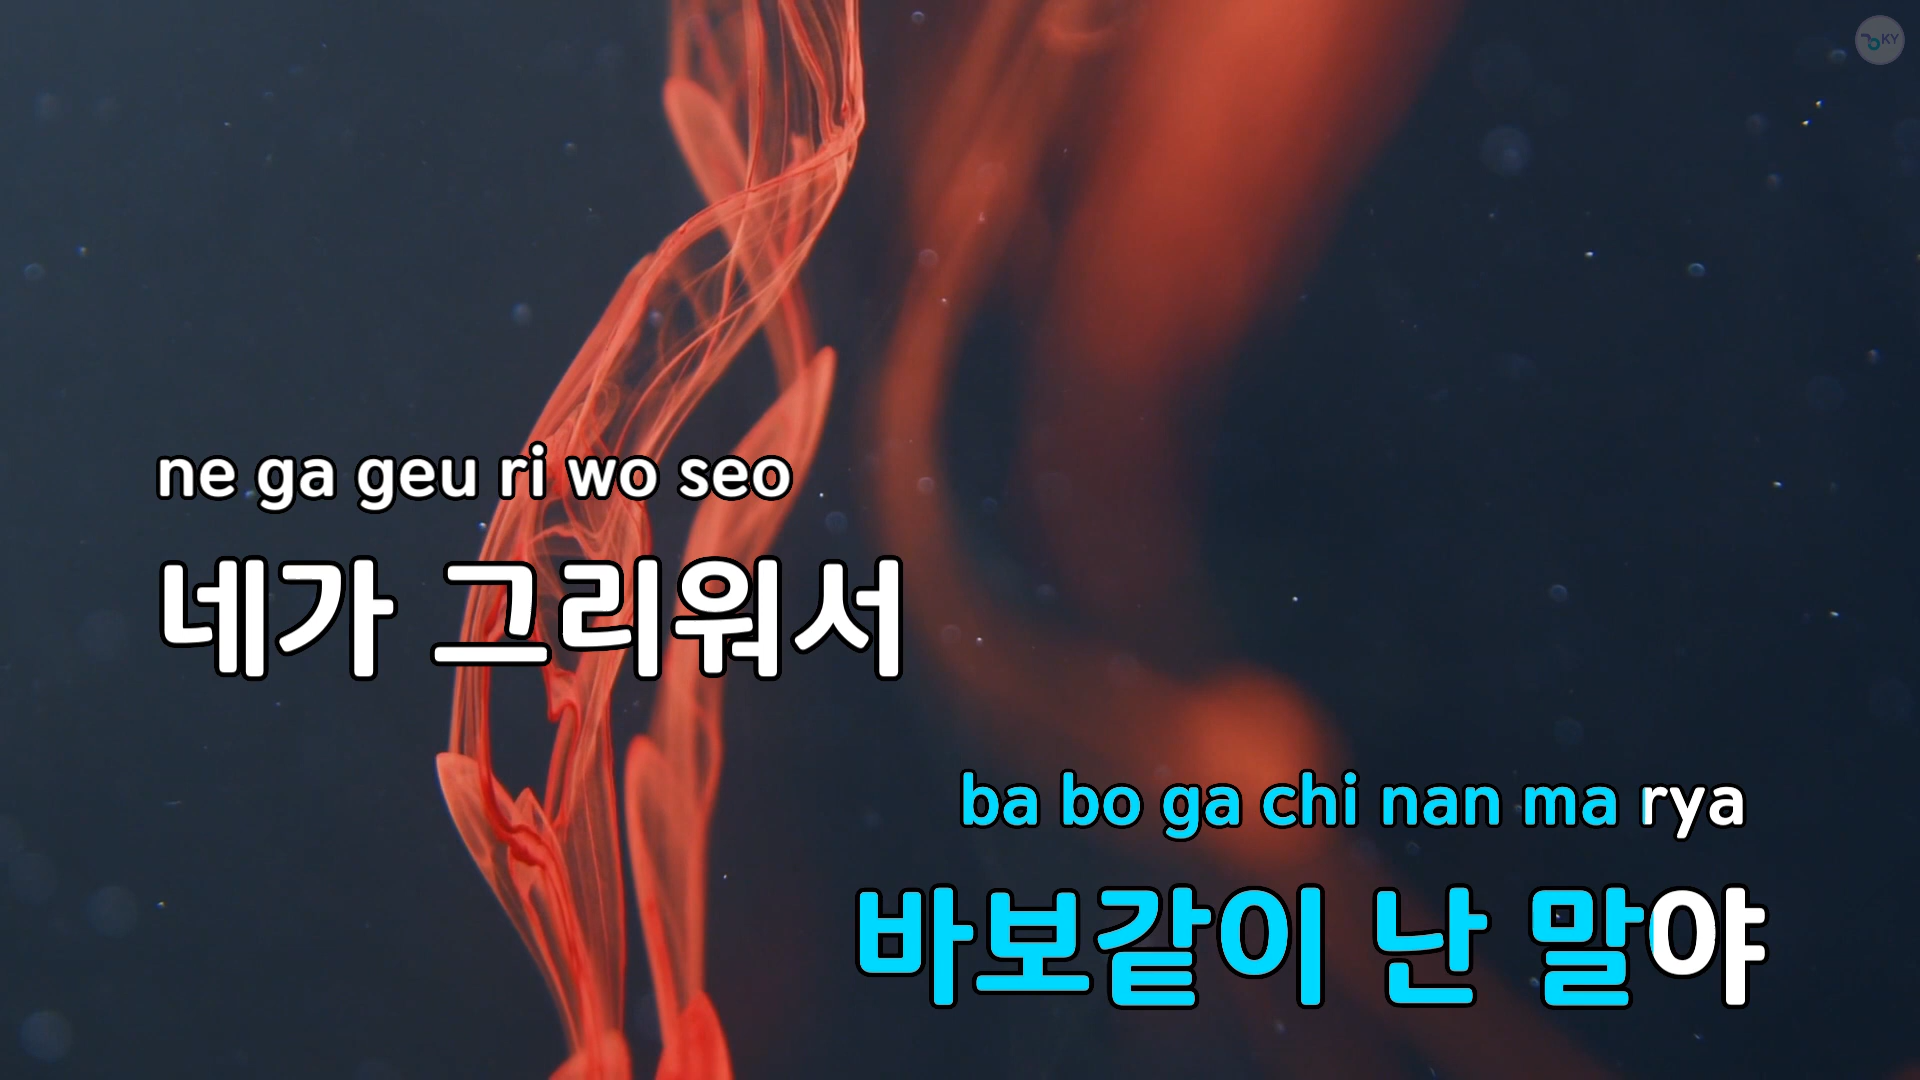 KY
ne ga geu ri wo seo
네가 그리워서
ba bo ga chi nan ma rya
바보같이 난 말야